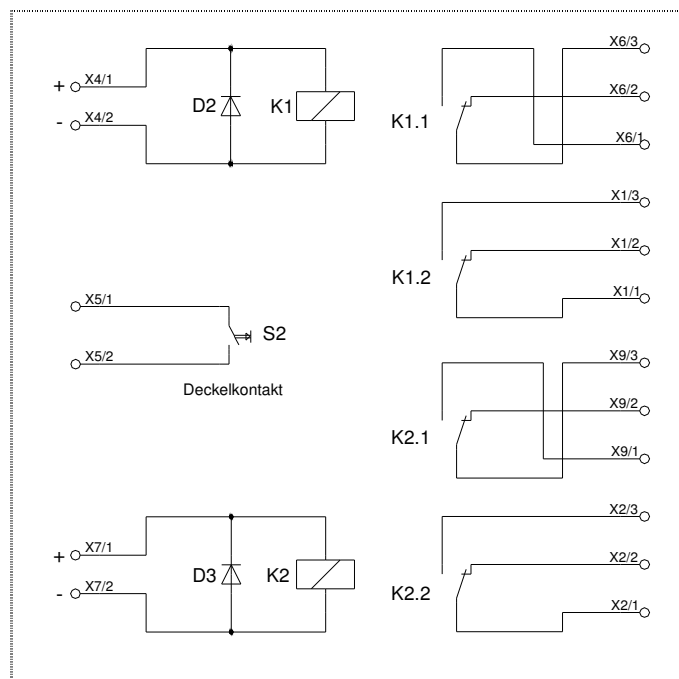 X6/3
X4/1
+
D2
K1
X6/2
-
X4/2
K1.1
X6/1
X1/3
X1/2
K1.2
X1/1
X5/1
S2
X5/2
Deckelkontakt
X9/3
X9/2
K2.1
X9/1
X2/3
X7/1
+
D3
K2
X2/2
-
X7/2
K2.2
X2/1